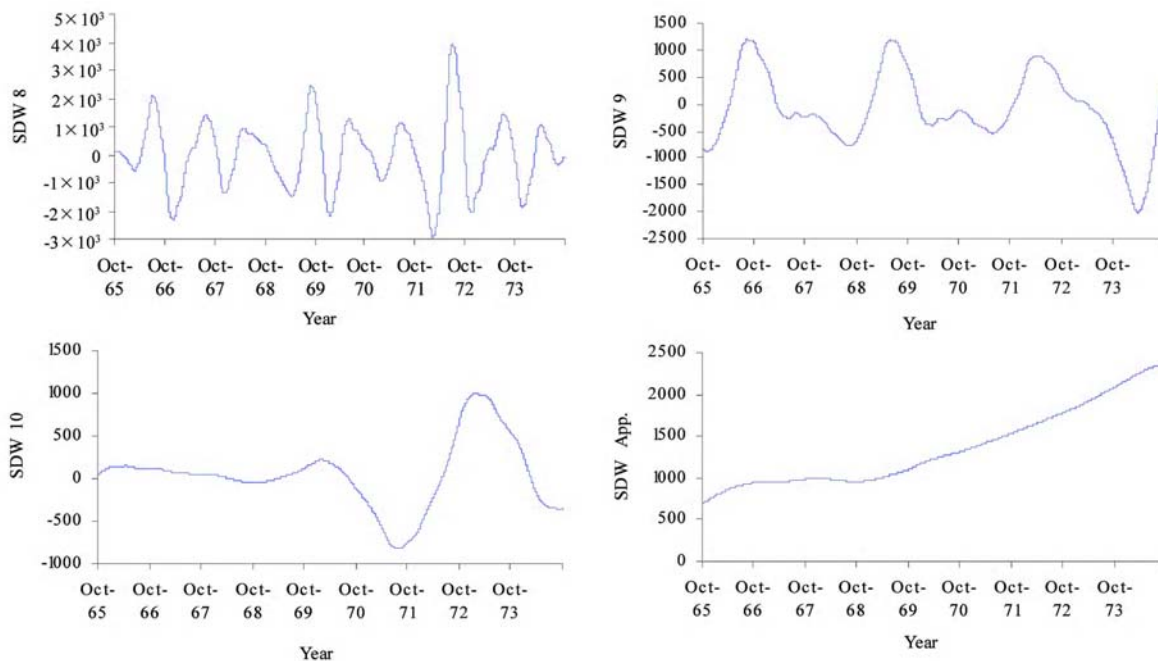 5×10³
4×10³
3×10³
2×10³
1×10³
0
-1×10³
-2×10³
-3×10³
SDW 8
Oct-65 Oct-66 Oct-67 Oct-68 Oct-69 Oct-70 Oct-71 Oct-72 Oct-73
Year
1500
1000
500
0
-500
-1000
-1500
-2000
-2500
SDW 9
Oct-65 Oct-66 Oct-67 Oct-68 Oct-69 Oct-70 Oct-71 Oct-72 Oct-73
Year
1500
1000
500
0
-500
-1000
SDW 10
Oct-65 Oct-66 Oct-67 Oct-68 Oct-69 Oct-70 Oct-71 Oct-72 Oct-73
Year
2500
2000
1500
1000
500
0
SDW App.
Oct-65 Oct-66 Oct-67 Oct-68 Oct-69 Oct-70 Oct-71 Oct-72 Oct-73
Year